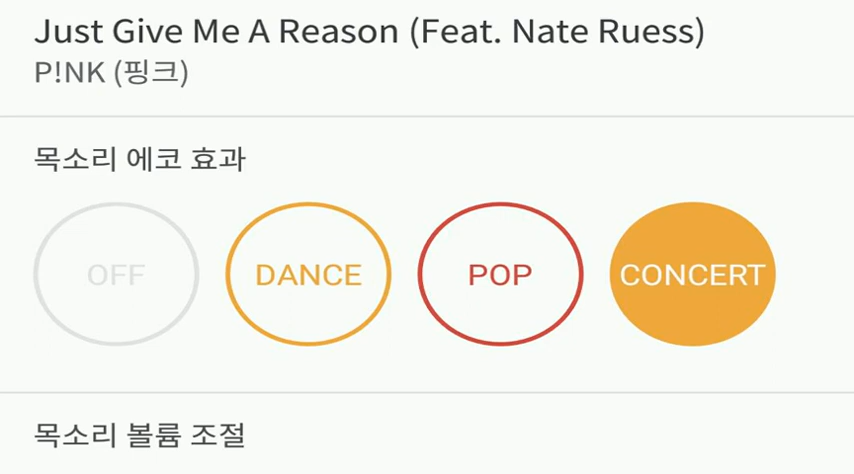 Just Give Me A Reason (Feat. Nate Ruess)
P!NK (핑크)
목소리 에코 효과
OFF DANCE POP CONCERT
목소리 볼륨 조절